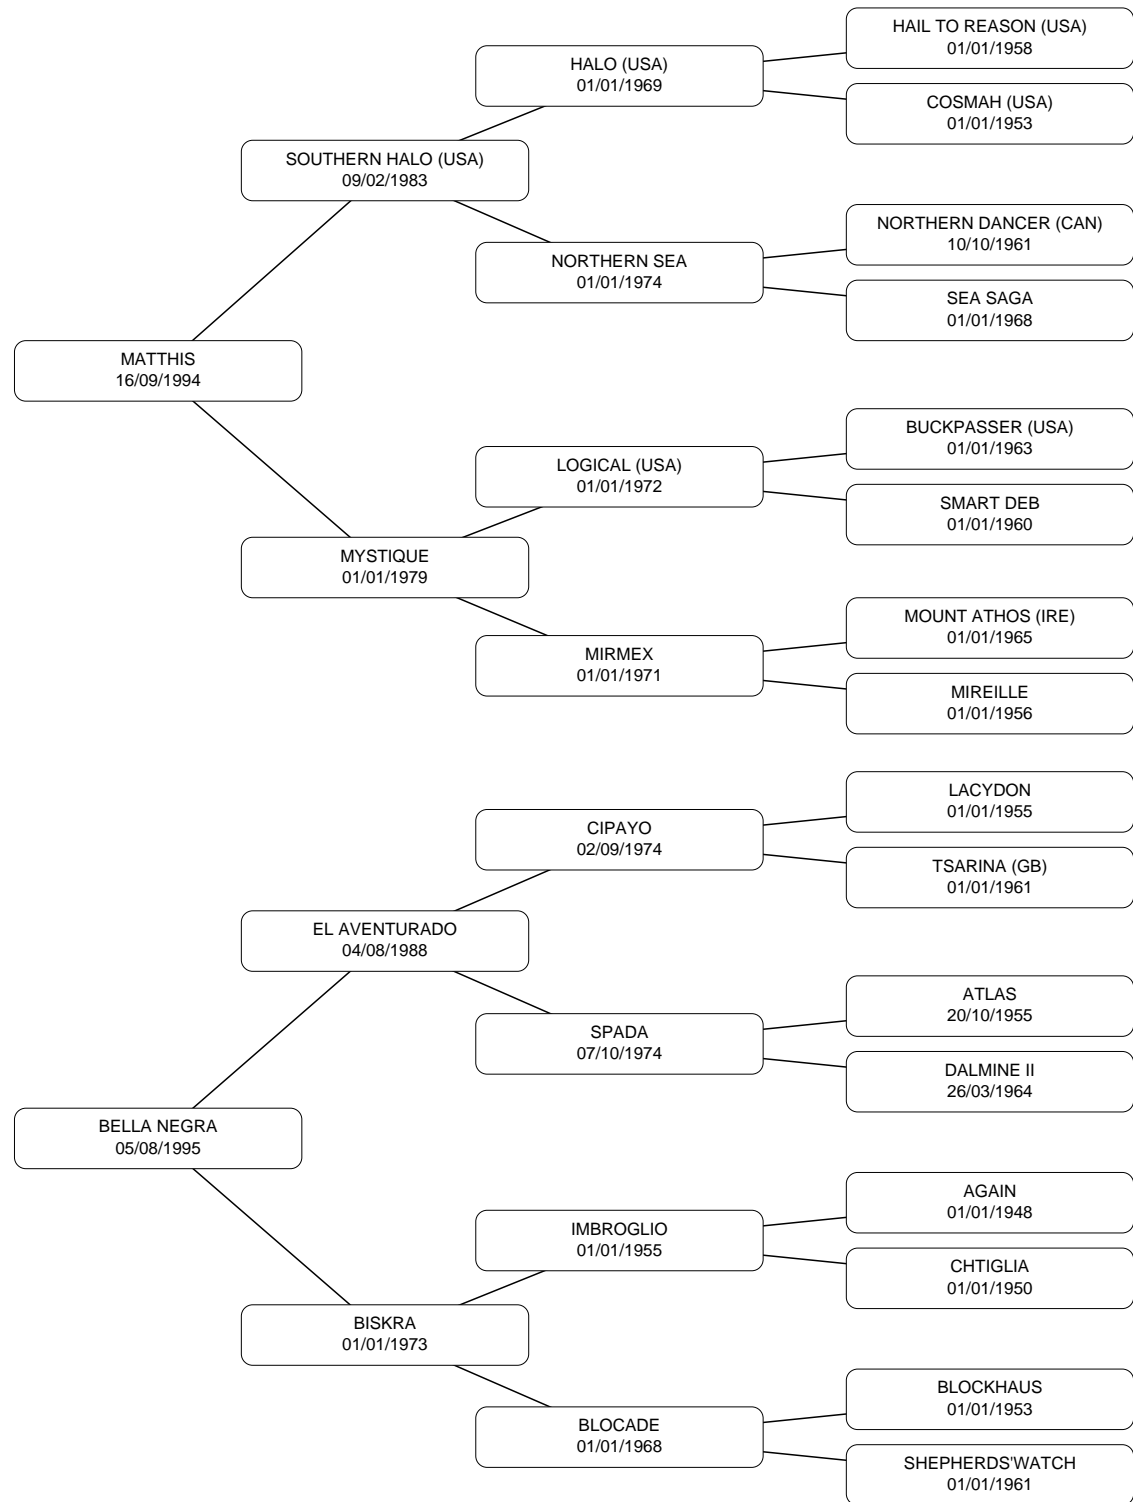 HAIL TO REASON (USA)
01/01/1958
HALO (USA)
01/01/1969
COSMAH (USA)
01/01/1953
SOUTHERN HALO (USA)
09/02/1983
NORTHERN DANCER (CAN)
10/10/1961
NORTHERN SEA
01/01/1974
SEA SAGA
01/01/1968
MATTHIS
16/09/1994
BUCKPASSER (USA)
01/01/1963
LOGICAL (USA)
01/01/1972
SMART DEB
01/01/1960
MYSTIQUE
01/01/1979
MOUNT ATHOS (IRE)
01/01/1965
MIRMEX
01/01/1971
MIREILLE
01/01/1956
LACYDON
01/01/1955
CIPAYO
02/09/1974
TSARINA (GB)
01/01/1961
EL AVENTURADO
04/08/1988
ATLAS
20/10/1955
SPADA
07/10/1974
DALMINE II
26/03/1964
BELLA NEGRA
05/08/1995
AGAIN
01/01/1948
IMBROGLIO
01/01/1955
CHTIGLIA
01/01/1950
BISKRA
01/01/1973
BLOCKHAUS
01/01/1953
BLOCADE
01/01/1968
SHEPHERDS'WATCH
01/01/1961